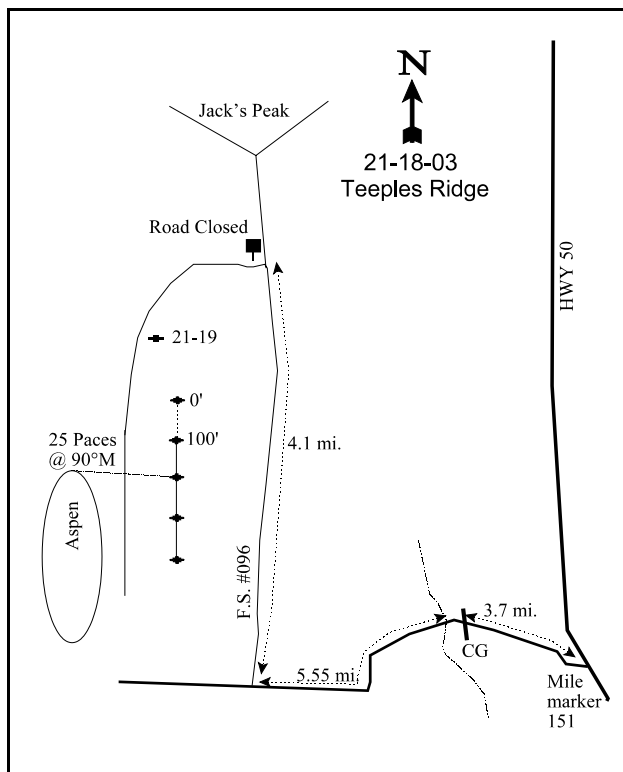 Jack's Peak
N
21-18-03
Teeples Ridge
Road Closed
HWY 50
21-19
0'
100'
25 Paces
@ 90°M
4.1 mi.
Aspen
F.S. #096
3.7 mi.
CG
5.55 mi.
Mile
marker
151